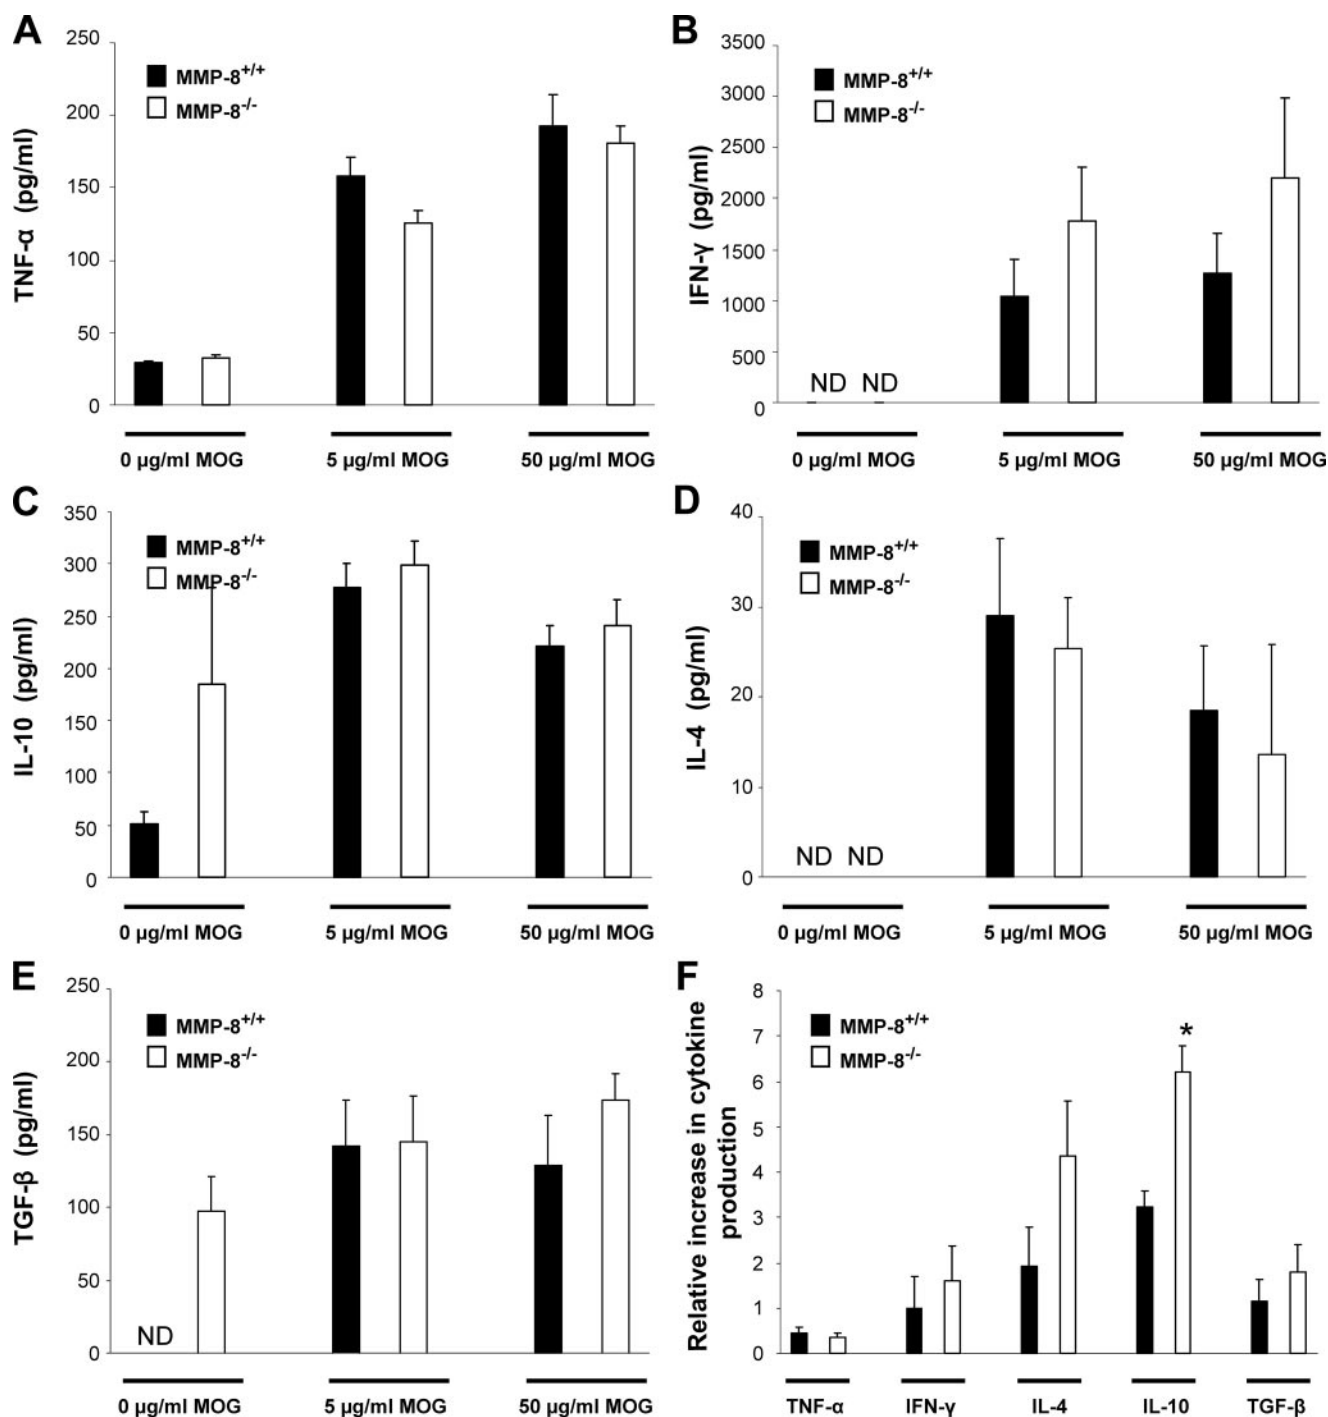 A
TNF-α (pg/ml)
250
200
150
100
50
0
MMP-8+/+
MMP-8-/-
0 µg/ml MOG
5 µg/ml MOG
50 µg/ml MOG
B
IFN-γ (pg/ml)
3500
3000
2500
2000
1500
1000
500
0
MMP-8+/+
MMP-8-/-
ND ND
0 µg/ml MOG
5 µg/ml MOG
50 µg/ml MOG
C
IL-10 (pg/ml)
350
300
250
200
150
100
50
0
MMP-8+/+
MMP-8-/-
0 µg/ml MOG
5 µg/ml MOG
50 µg/ml MOG
D
IL-4 (pg/ml)
40
30
20
10
0
MMP-8+/+
MMP-8-/-
ND ND
0 µg/ml MOG
5 µg/ml MOG
50 µg/ml MOG
E
TGF-β (pg/ml)
250
200
150
100
50
0
MMP-8+/+
MMP-8-/-
ND
0 µg/ml MOG
5 µg/ml MOG
50 µg/ml MOG
F
Relative increase in cytokine
production
8
7
6
5
4
3
2
1
0
MMP-8+/+
MMP-8-/-
*
TNF-α
IFN-γ
IL-4
IL-10
TGF-β